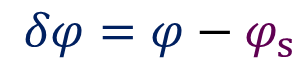 δφ = φ − φₛ